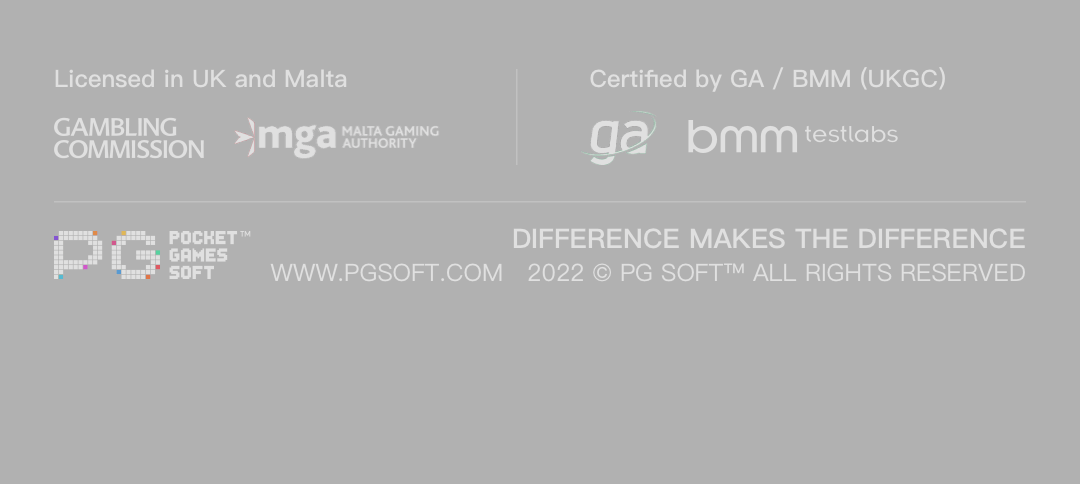 Licensed in UK and Malta
GAMBLING
COMMISSION
mga MALTA GAMING
AUTHORITY
Certified by GA / BMM (UKGC)
ga bmm testlabs
PG POCKET™
GAMES
SOFT
WWW.PGSOFT.COM
DIFFERENCE MAKES THE DIFFERENCE
2022 © PG SOFT™ ALL RIGHTS RESERVED